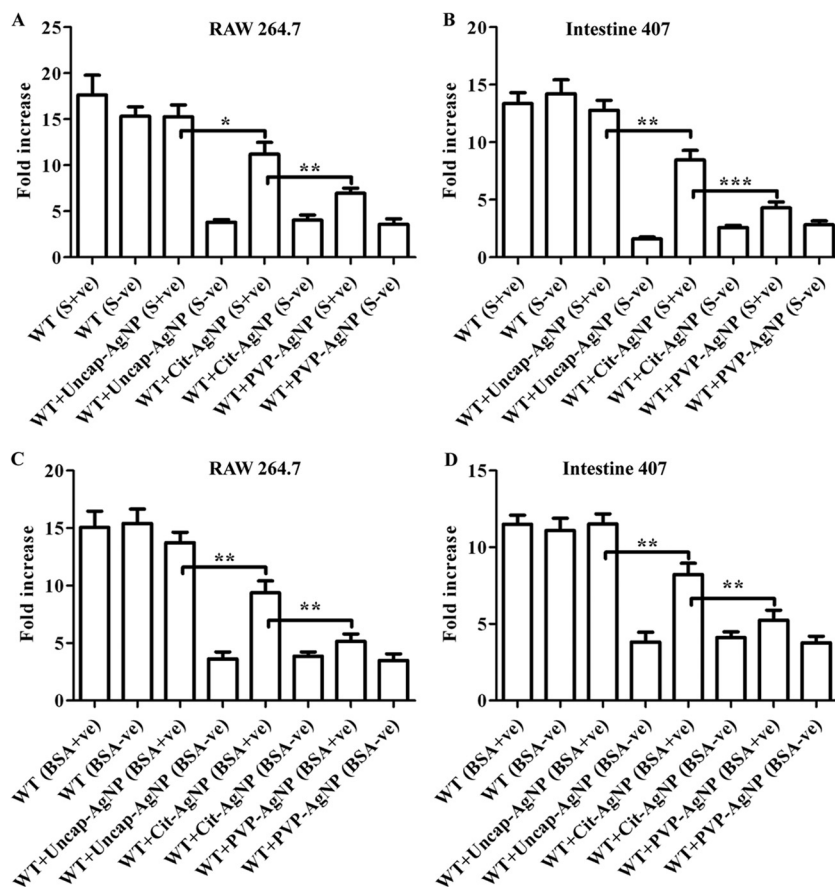 A
RAW 264.7
Fold increase
25
20
15
10
5
0
*
**
WT (S+ve)
WT (S-ve)
WT+Uncap-AgNP (S+ve)
WT+Uncap-AgNP (S-ve)
WT+Cit-AgNP (S+ve)
WT+Cit-AgNP (S-ve)
WT+PVP-AgNP (S+ve)
WT+PVP-AgNP (S-ve)
B
Intestine 407
Fold increase
20
15
10
5
0
**
***
WT (S+ve)
WT (S-ve)
WT+Uncap-AgNP (S+ve)
WT+Uncap-AgNP (S-ve)
WT+Cit-AgNP (S+ve)
WT+Cit-AgNP (S-ve)
WT+PVP-AgNP (S+ve)
WT+PVP-AgNP (S-ve)
C
RAW 264.7
Fold increase
20
15
10
5
0
**
**
WT (BSA+ve)
WT (BSA-ve)
WT+Uncap-AgNP (BSA+ve)
WT+Uncap-AgNP (BSA-ve)
WT+Cit-AgNP (BSA+ve)
WT+Cit-AgNP (BSA-ve)
WT+PVP-AgNP (BSA+ve)
WT+PVP-AgNP (BSA-ve)
D
Intestine 407
Fold increase
15
10
5
0
**
**
WT (BSA+ve)
WT (BSA-ve)
WT+Uncap-AgNP (BSA+ve)
WT+Uncap-AgNP (BSA-ve)
WT+Cit-AgNP (BSA+ve)
WT+Cit-AgNP (BSA-ve)
WT+PVP-AgNP (BSA+ve)
WT+PVP-AgNP (BSA-ve)